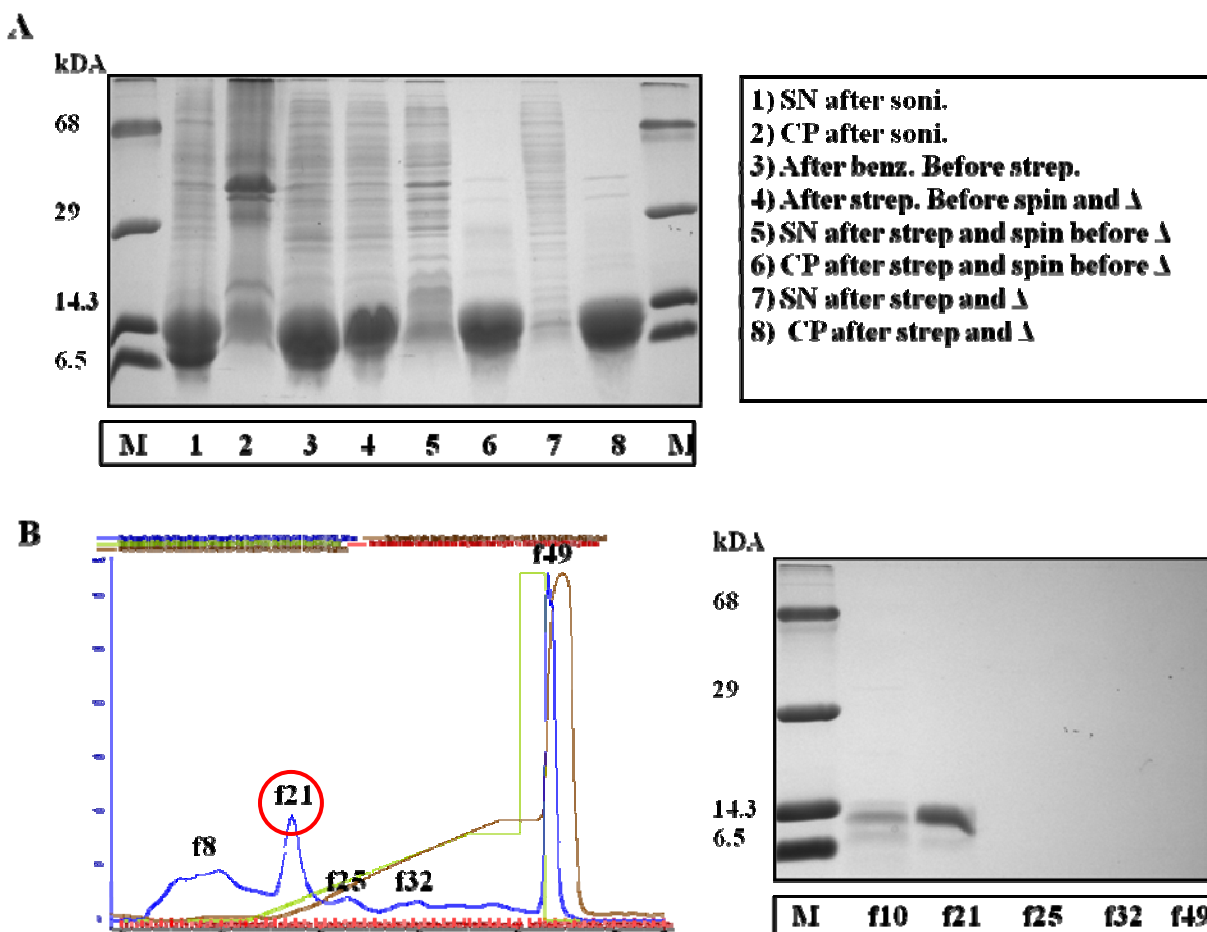 A
kDA
68
29
14.3
6.5
M 1 2 3 4 5 6 7 8 M
1) SN after soni.
2) CP after soni.
3) After benz. Before strep.
4) After strep. Before spin and Δ
5) SN after strep and spin before Δ
6) CP after strep and spin before Δ
7) SN after strep and Δ
8) CP after strep and Δ
B
f49
f21
f8
f25
f32
kDA
68
29
14.3
6.5
M f10 f21 f25 f32 f49